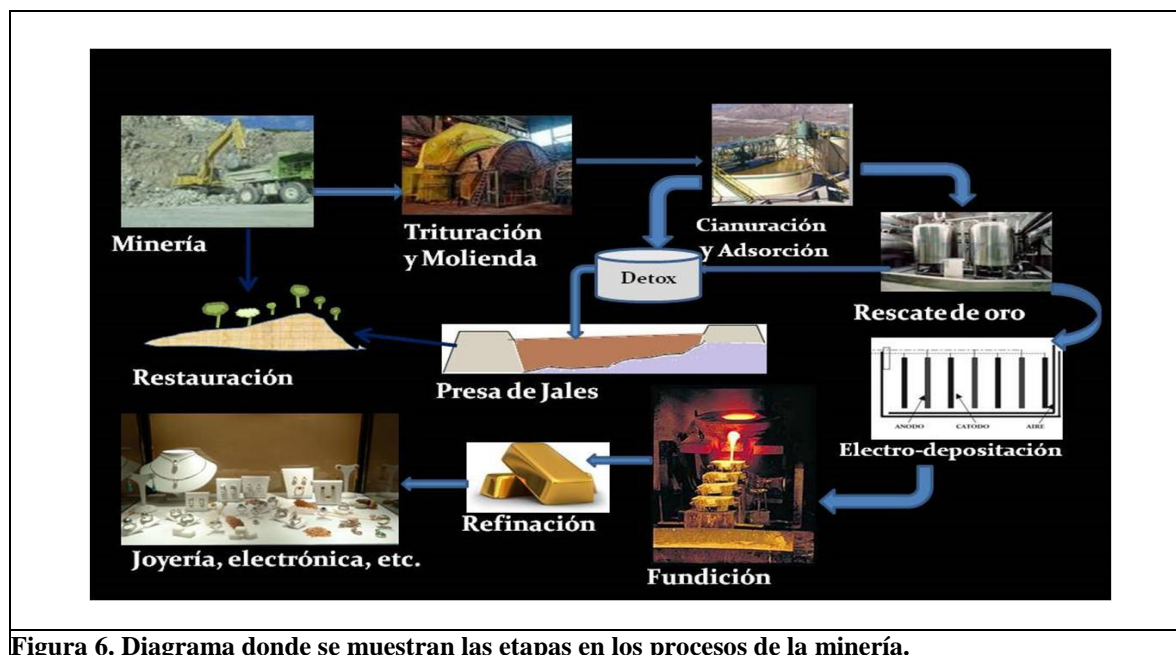 Minería
Trituración
y Molienda
Cianuración
y Adsorción
Detox
Rescate de oro
Restauración
Presa de Jales
ANODO
CATODO
AIRE
Electro-depositación
Refinación
Joyería, electrónica, etc.
Fundición
Figura 6. Diagrama donde se muestran las etapas en los procesos de la minería.